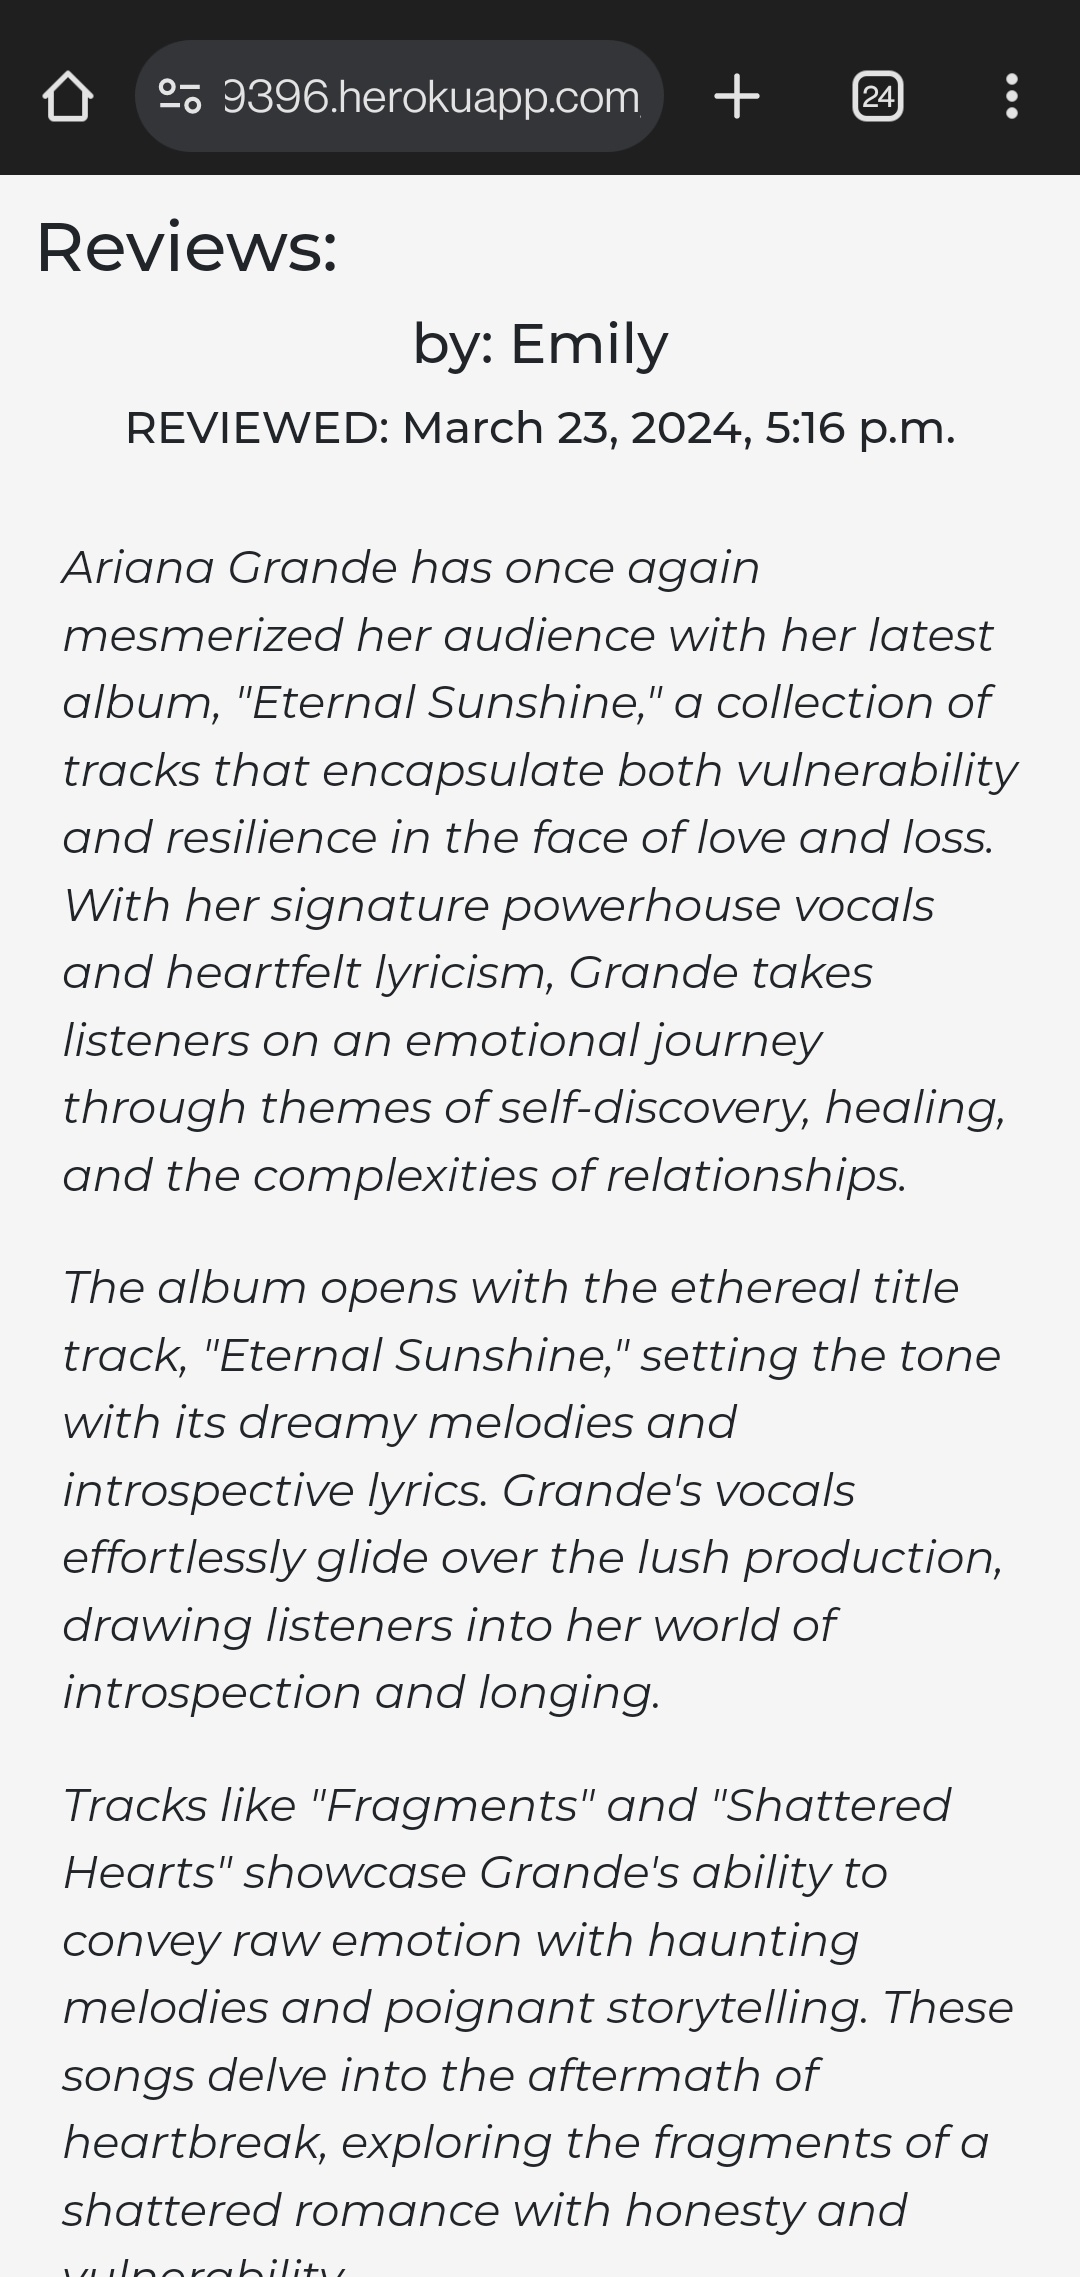 9396.herokuapp.com
24
Reviews:
by: Emily
REVIEWED: March 23, 2024, 5:16 p.m.
Ariana Grande has once again
mesmerized her audience with her latest
album, "Eternal Sunshine," a collection of
tracks that encapsulate both vulnerability
and resilience in the face of love and loss.
With her signature powerhouse vocals
and heartfelt lyricism, Grande takes
listeners on an emotional journey
through themes of self-discovery, healing,
and the complexities of relationships.
The album opens with the ethereal title
track, "Eternal Sunshine," setting the tone
with its dreamy melodies and
introspective lyrics. Grande's vocals
effortlessly glide over the lush production,
drawing listeners into her world of
introspection and longing.
Tracks like "Fragments" and "Shattered
Hearts" showcase Grande's ability to
convey raw emotion with haunting
melodies and poignant storytelling. These
songs delve into the aftermath of
heartbreak, exploring the fragments of a
shattered romance with honesty and
vulnerability